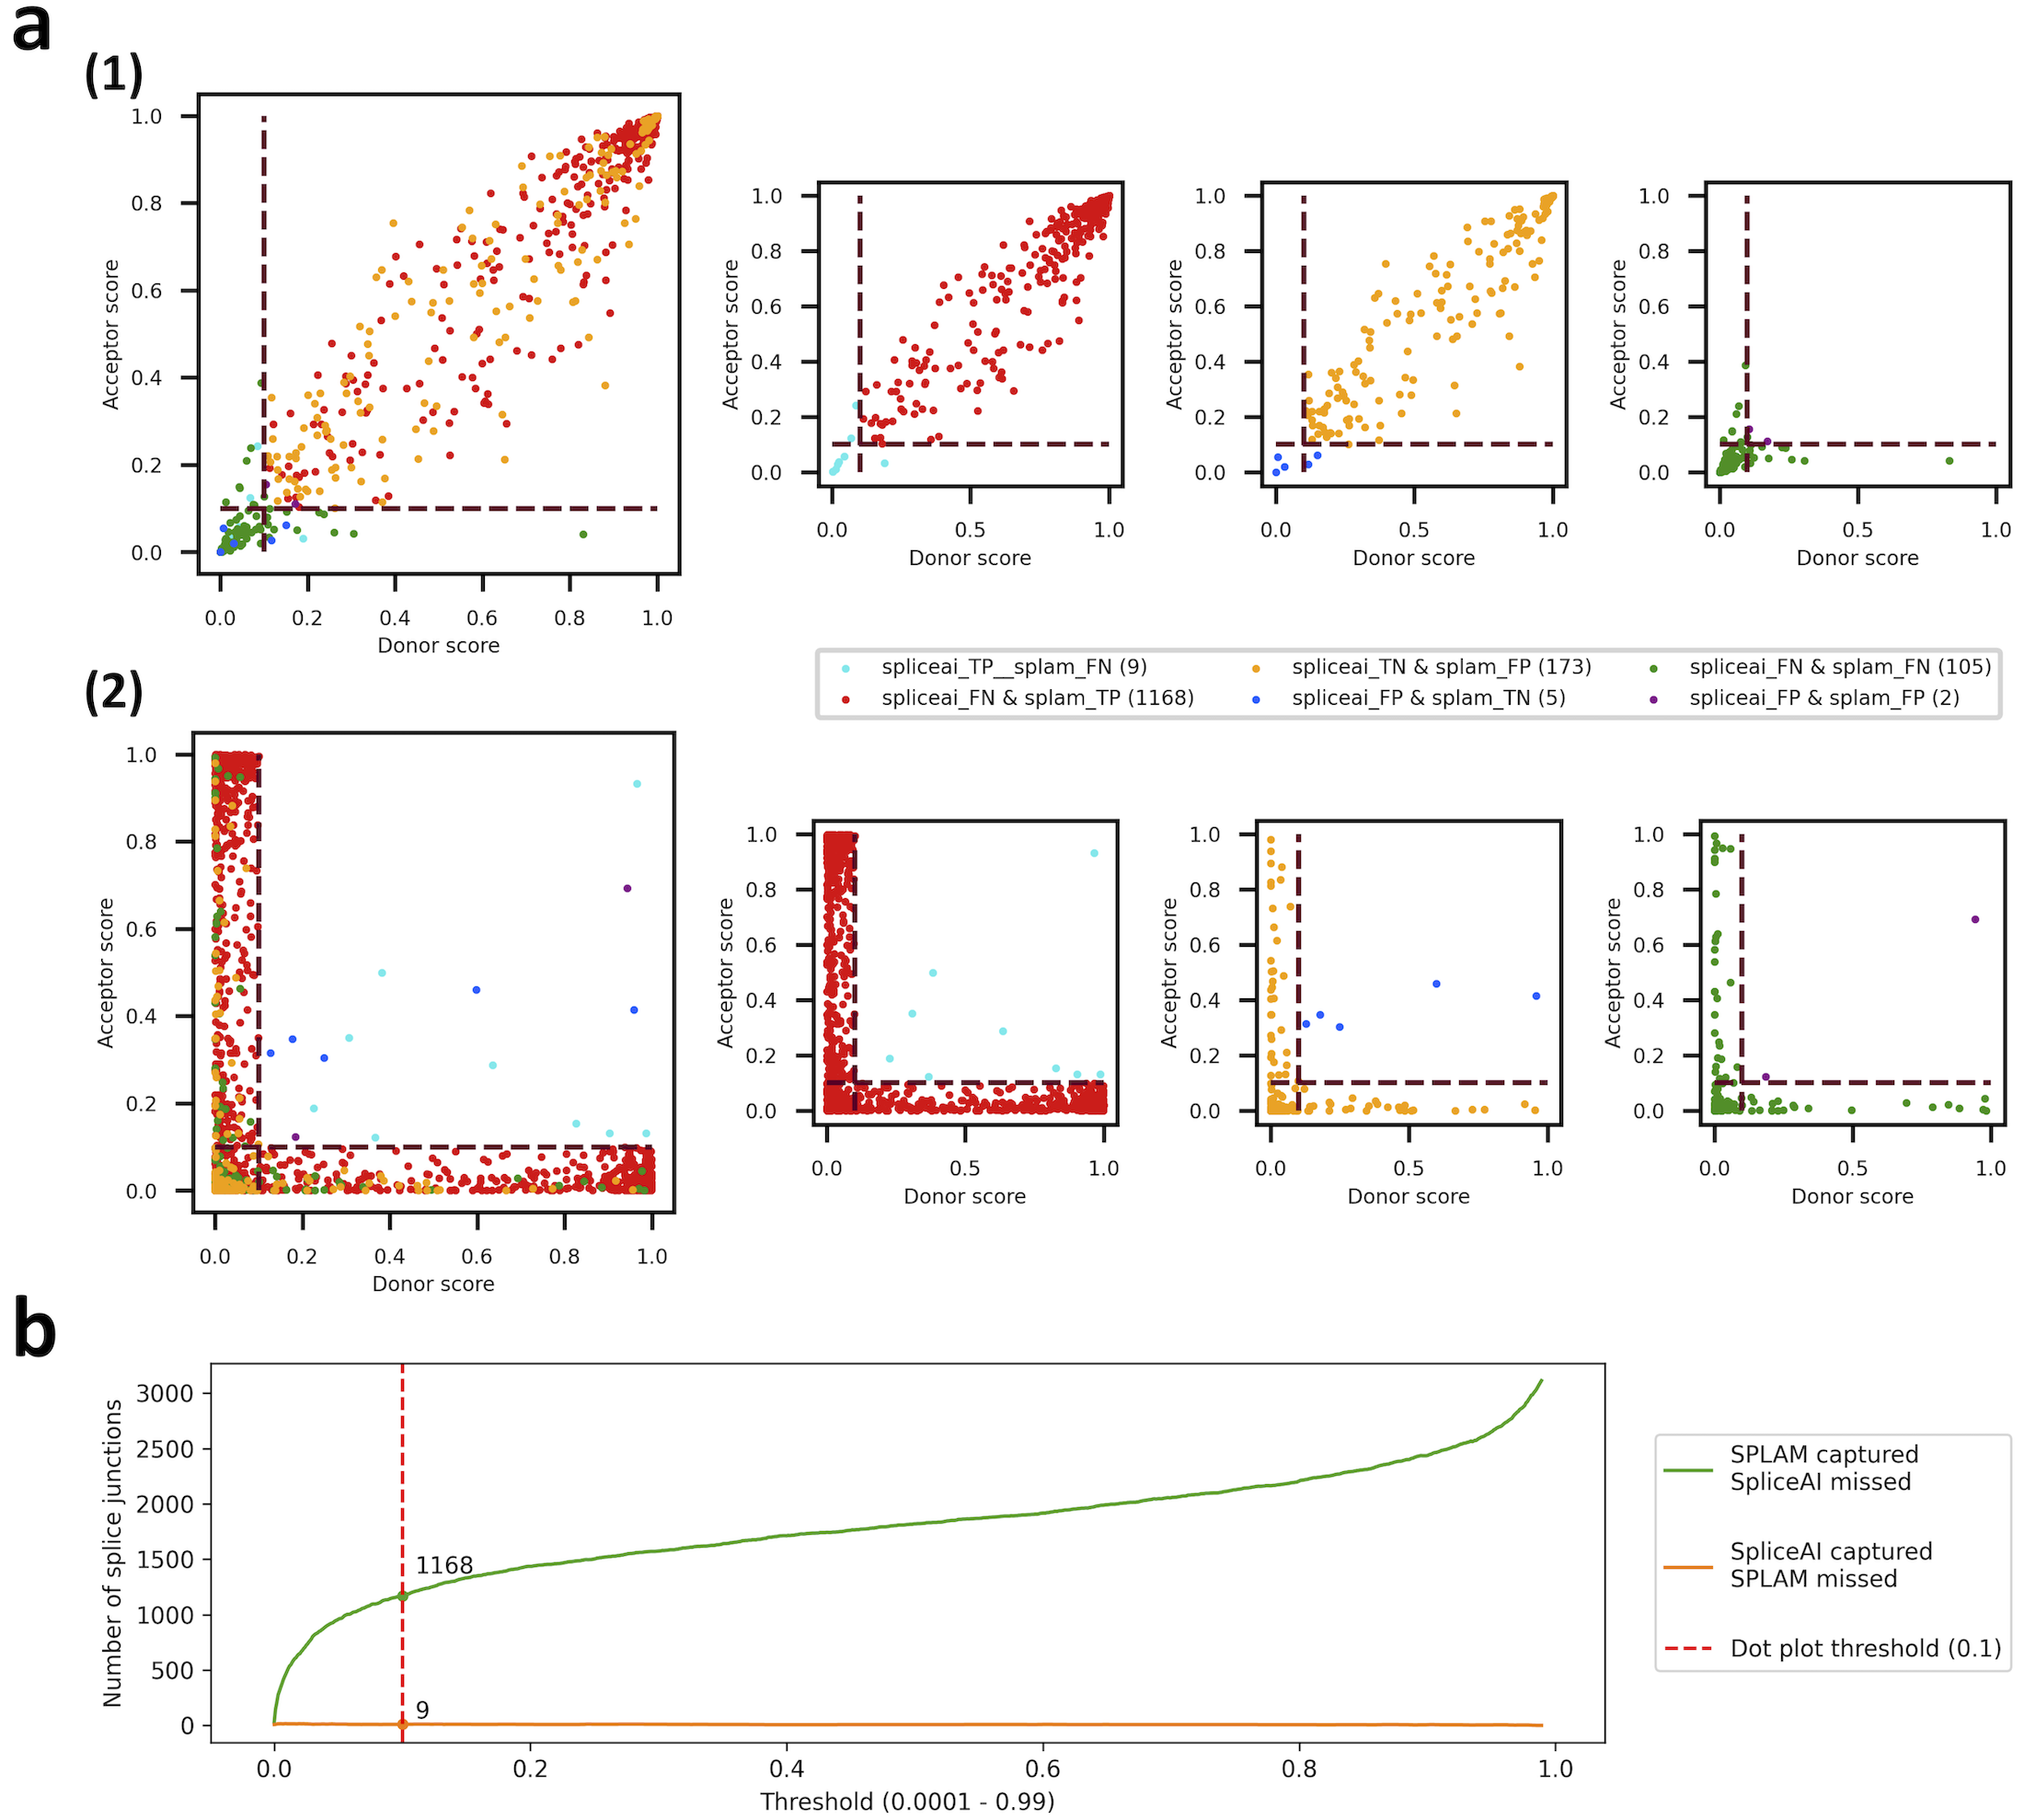 a
(1)
1.0
0.8
0.6
0.4
0.2
0.0
Acceptor score
0.0 0.2 0.4 0.6 0.8 1.0
Donor score
1.0
0.8
0.6
0.4
0.2
0.0
Acceptor score
0.0 0.5 1.0
Donor score
1.0
0.8
0.6
0.4
0.2
0.0
Acceptor score
0.0 0.5 1.0
Donor score
1.0
0.8
0.6
0.4
0.2
0.0
Acceptor score
0.0 0.5 1.0
Donor score
spliceai_TP__splam_FN (9)
spliceai_FN & splam_TP (1168)
spliceai_TN & splam_FP (173)
spliceai_FP & splam_TN (5)
spliceai_FN & splam_FN (105)
spliceai_FP & splam_FP (2)
(2)
1.0
0.8
0.6
0.4
0.2
0.0
Acceptor score
0.0 0.2 0.4 0.6 0.8 1.0
Donor score
1.0
0.8
0.6
0.4
0.2
0.0
Acceptor score
0.0 0.5 1.0
Donor score
1.0
0.8
0.6
0.4
0.2
0.0
Acceptor score
0.0 0.5 1.0
Donor score
1.0
0.8
0.6
0.4
0.2
0.0
Acceptor score
0.0 0.5 1.0
Donor score
b
3000
2500
2000
1500
1000
500
0
Number of splice junctions
1168
9
0.0 0.2 0.4 0.6 0.8 1.0
Threshold (0.0001 - 0.99)
SPLAM captured
SpliceAI missed
SpliceAI captured
SPLAM missed
Dot plot threshold (0.1)